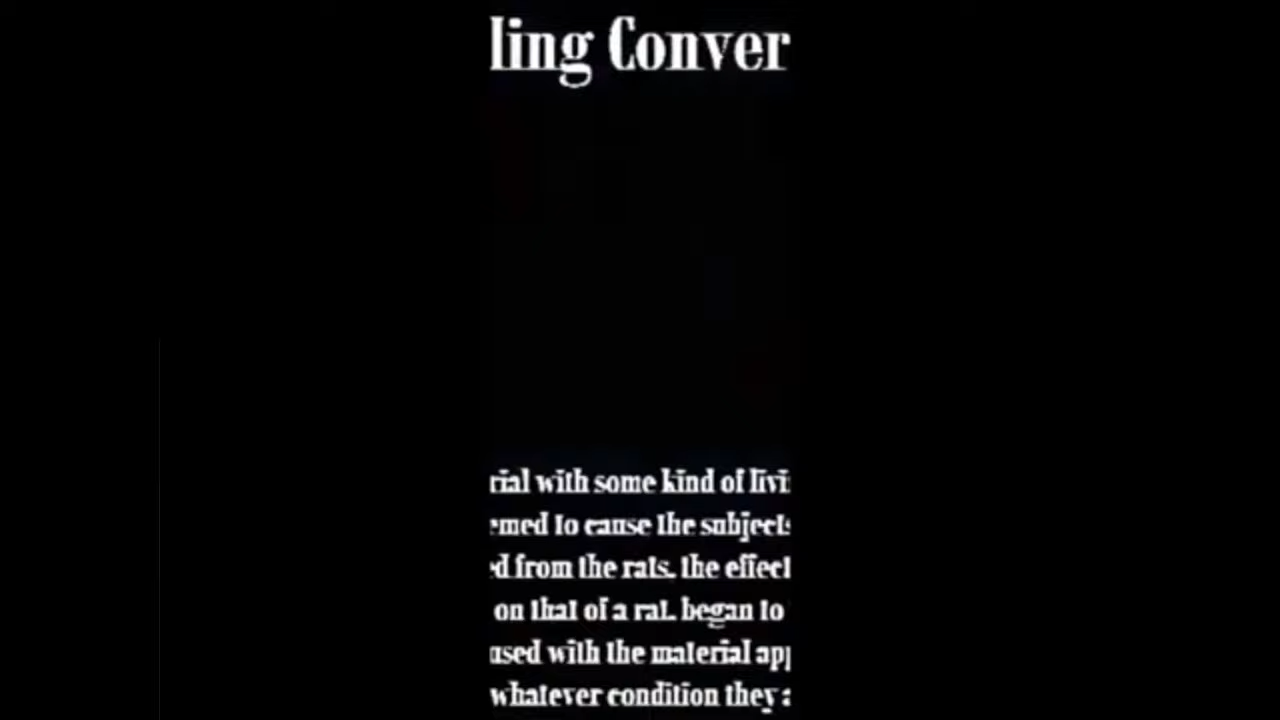 ling Conver
rial with some kind of livi
emed to cause the subjects
d from the rats. the effect
on that of a rat. began to
used with the material app
whatever condition they a